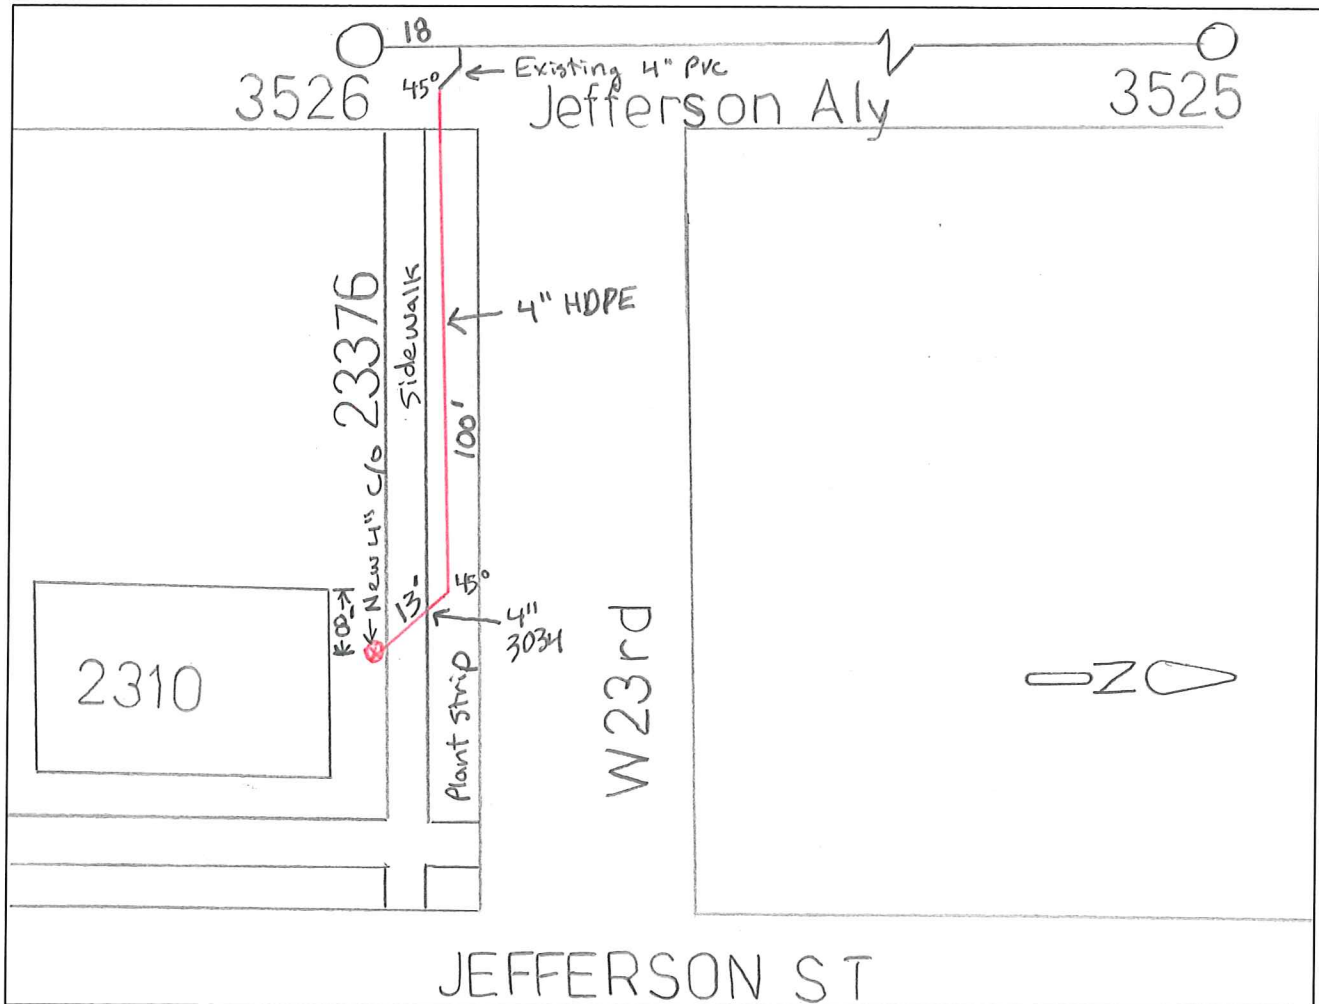 18
Existing 4" PVC
45°
3526
Jefferson Aly
3525
23376
Sidewalk
4" HDPE
100'
New 4" c/o
8-
13-
45°
4"
3034
2310
Plant Strip
W 23rd
N
JEFFERSON ST